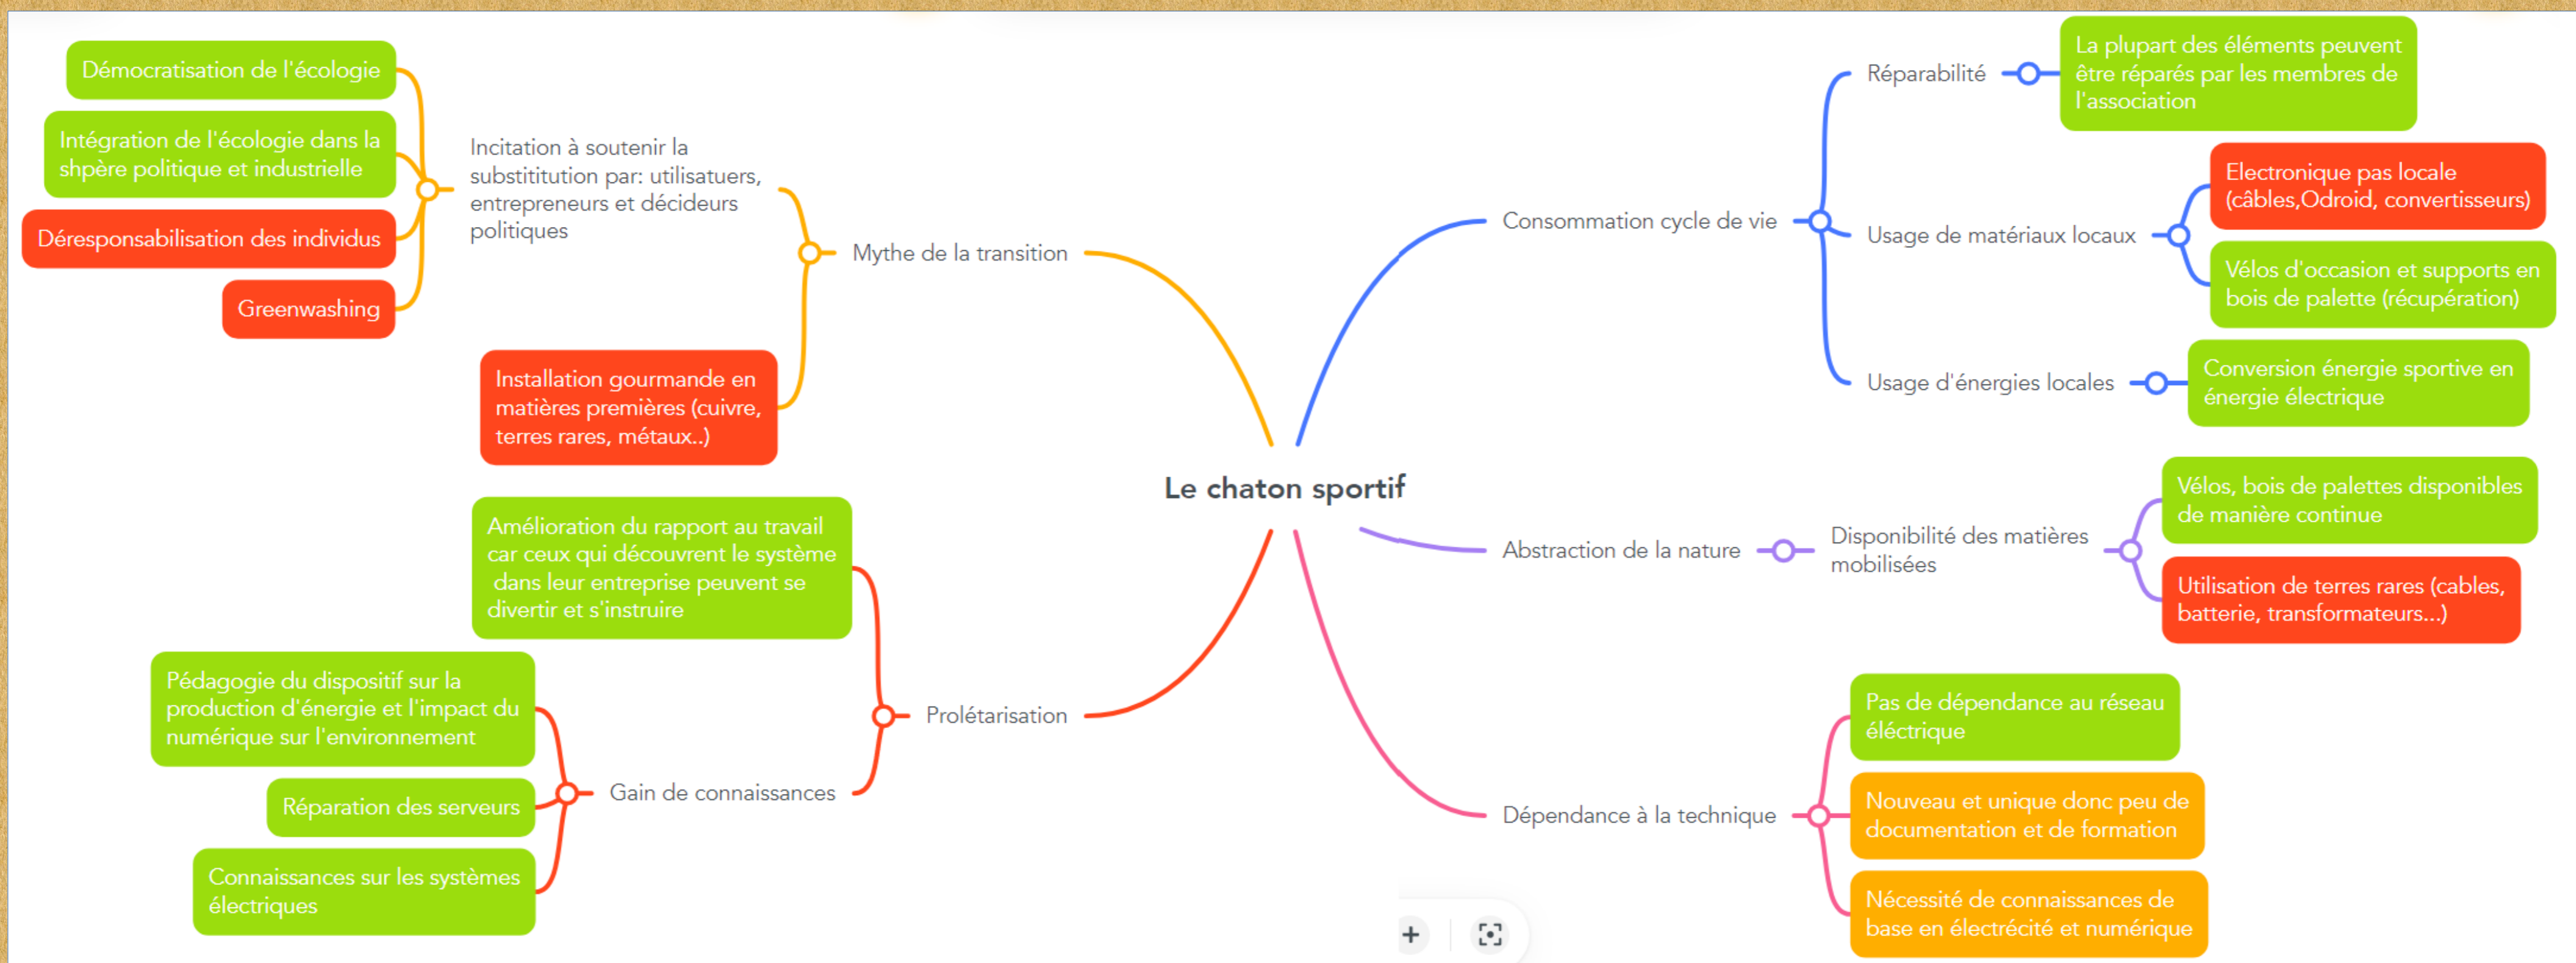 Démocratisation de l'écologie
Intégration de l'écologie dans la
shpère politique et industrielle
Déresponsabilisation des individus
Greenwashing
Incitation à soutenir la
substititution par: utilisatuers,
entrepreneurs et décideurs
politiques
Installation gourmande en
matières premières (cuivre,
terres rares, métaux..)
Mythe de la transition
Amélioration du rapport au travail
car ceux qui découvrent le système
dans leur entreprise peuvent se
divertir et s'instruire
Pédagogie du dispositif sur la
production d'énergie et l'impact du
numérique sur l'environnement
Réparation des serveurs
Connaissances sur les systèmes
électriques
Gain de connaissances
Prolétarisation
Le chaton sportif
Consommation cycle de vie
Réparabilité
La plupart des éléments peuvent
être réparés par les membres de
l'association
Usage de matériaux locaux
Electronique pas locale
(câbles,Odroid, convertisseurs)
Vélos d'occasion et supports en
bois de palette (récupération)
Usage d'énergies locales
Conversion énergie sportive en
énergie électrique
Abstraction de la nature
Disponibilité des matières
mobilisées
Vélos, bois de palettes disponibles
de manière continue
Utilisation de terres rares (cables,
batterie, transformateurs...)
Dépendance à la technique
Pas de dépendance au réseau
éléctrique
Nouveau et unique donc peu de
documentation et de formation
Nécessité de connaissances de
base en électrécité et numérique